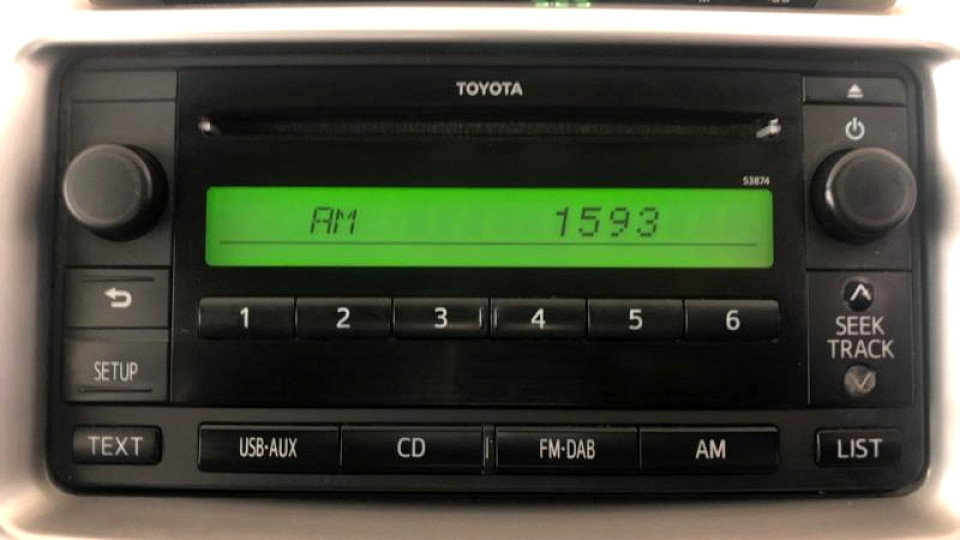 TOYOTA
53874
AM 1593
1 2 3 4 5 6
SEEK
TRACK
SETUP
TEXT USB·AUX CD FM·DAB AM LIST